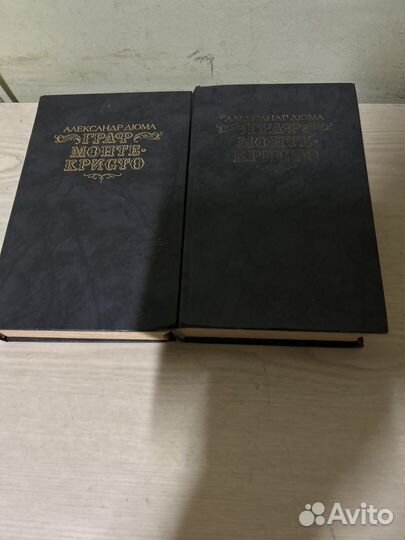 АЛЕКСАНДР ДЮМА
ГРАФ
МОНТЕ-
КРИСТО
АЛЕКСАНДР ДЮМА
ГРАФ
МОНТЕ-
КРИСТО
Avito